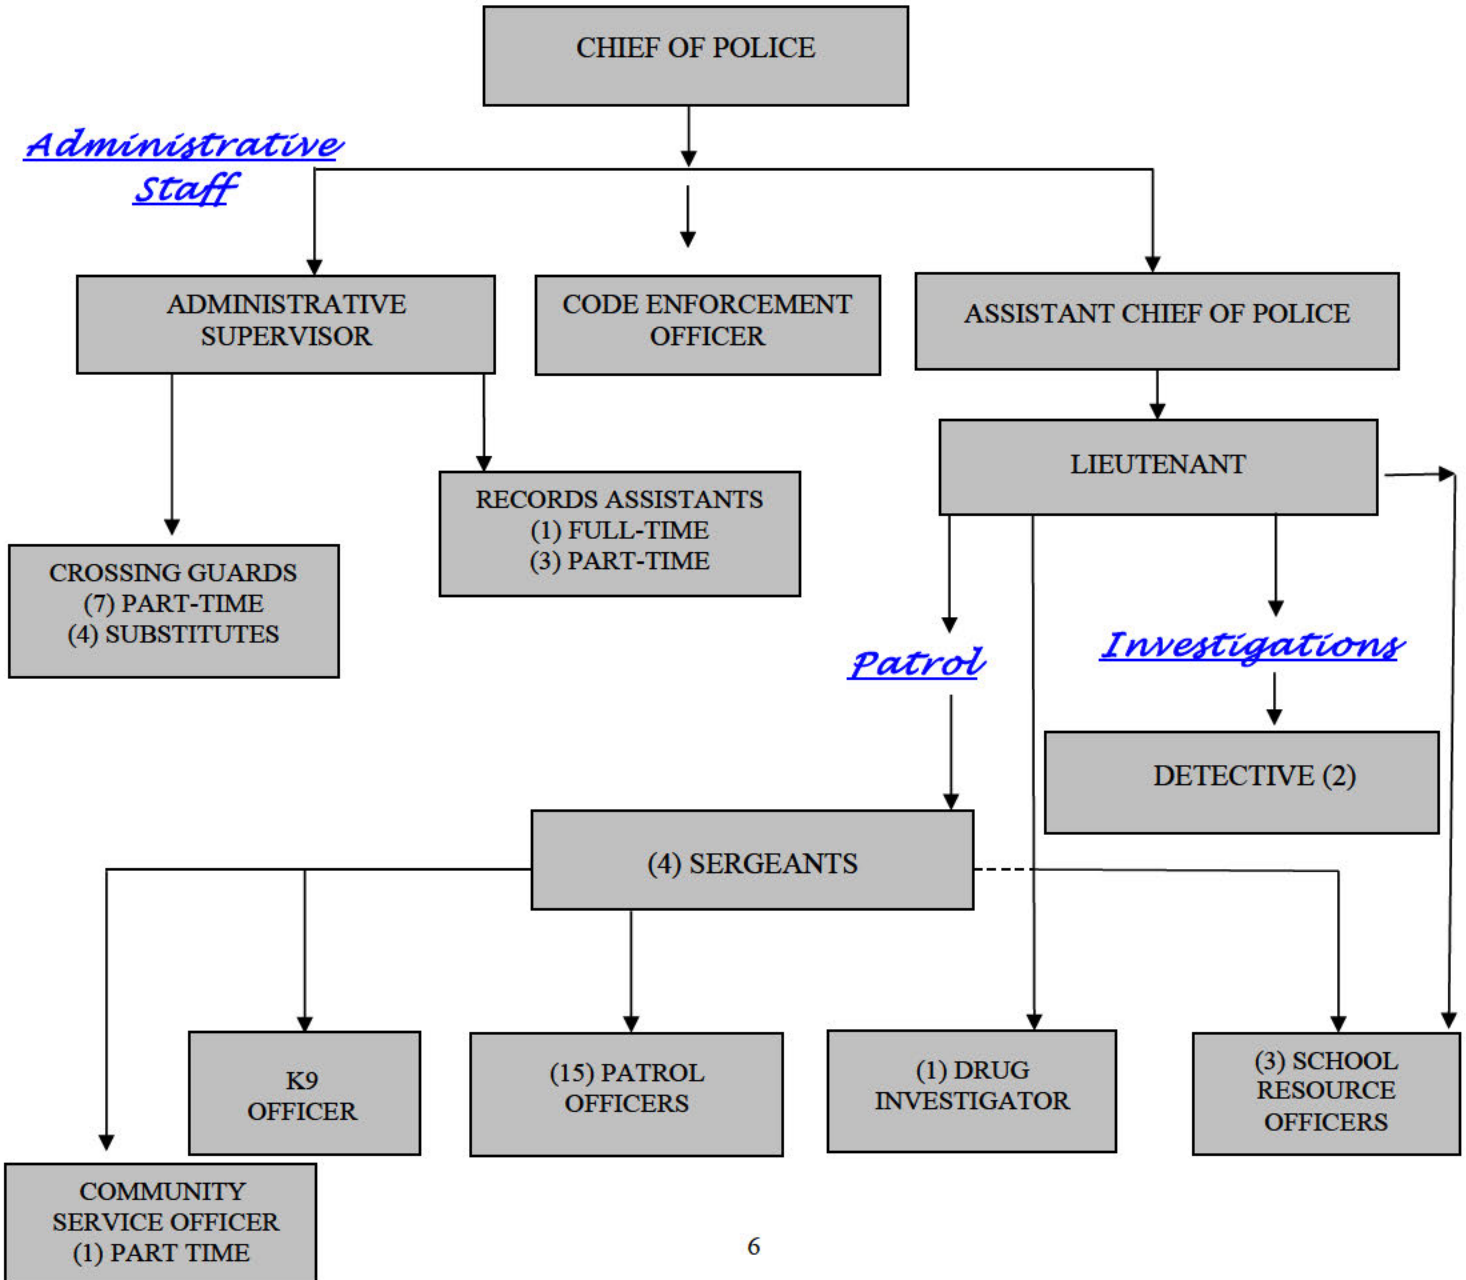 CHIEF OF POLICE
Administrative
Staff
ADMINISTRATIVE
SUPERVISOR
CODE ENFORCEMENT
OFFICER
ASSISTANT CHIEF OF POLICE
LIEUTENANT
RECORDS ASSISTANTS
(1) FULL-TIME
(3) PART-TIME
CROSSING GUARDS
(7) PART-TIME
(4) SUBSTITUTES
Patrol
Investigations
DETECTIVE (2)
(4) SERGEANTS
K9
OFFICER
(15) PATROL
OFFICERS
(1) DRUG
INVESTIGATOR
(3) SCHOOL
RESOURCE
OFFICERS
COMMUNITY
SERVICE OFFICER
(1) PART TIME
6